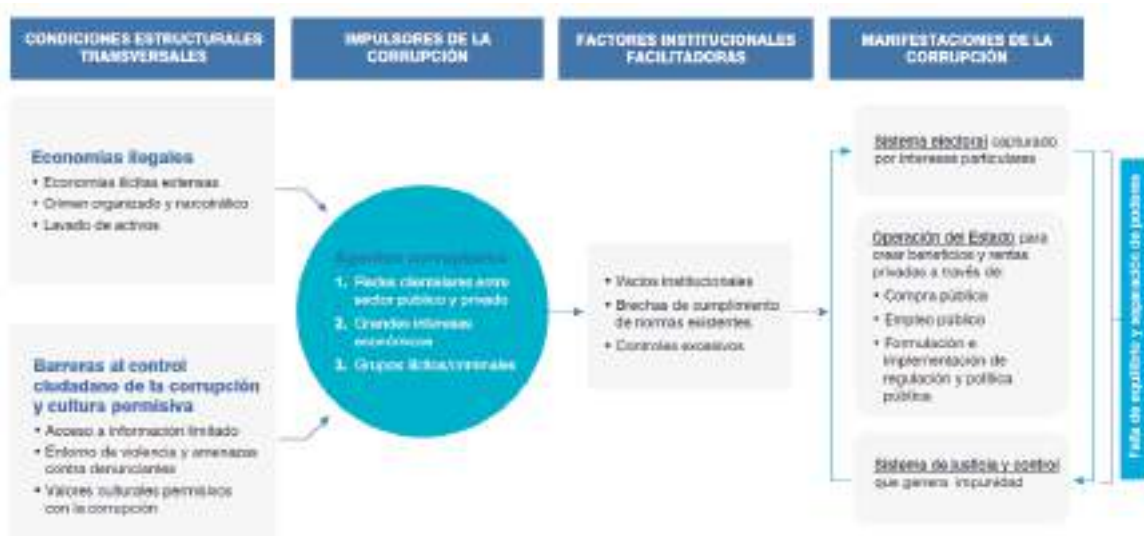 CONDICIONES ESTRUCTURALES
TRANSVERSALES
IMPULSORES DE LA
CORRUPCIÓN
FACTORES INSTITUCIONALES
FACILITADORAS
MANIFESTACIONES DE LA
CORRUPCIÓN
Economías ilegales
• Economías ilícitas extensas
• Crimen organizado y narcotráfico
• Lavado de activos
Barreras al control
ciudadano de la corrupción
y cultura permisiva
• Acceso a información limitado
• Entorno de violencia y amenazas
contra denunciantes
• Valores culturales permisivos
con la corrupción
Agentes corruptores
1. Redes clientelares entre
sector público y privado
2. Grandes intereses
económicos
3. Grupos ilícitos/criminales
• Vacíos institucionales
• Brechas de cumplimiento
de normas existentes
• Controles excesivos
Sistema electoral capturado
por intereses particulares
Operación del Estado para
crear beneficios y rentas
privadas a través de:
• Compra pública
• Empleo público
• Formulación e
implementación de
regulación y política
pública
Sistema de justicia y control
que genera impunidad
Falta de equilibrio y separación de poderes